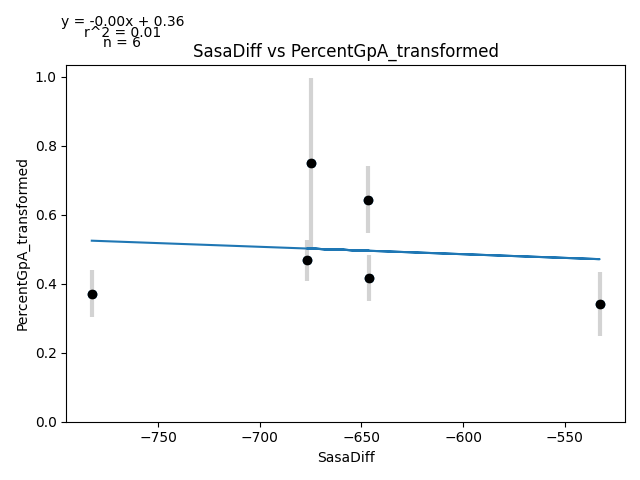 y = -0.00x + 0.36
r^2 = 0.01
n = 6
SasaDiff vs PercentGpA_transformed
1.0
0.8
0.6
0.4
0.2
0.0
PercentGpA_transformed
−750
−700
−650
−600
−550
SasaDiff